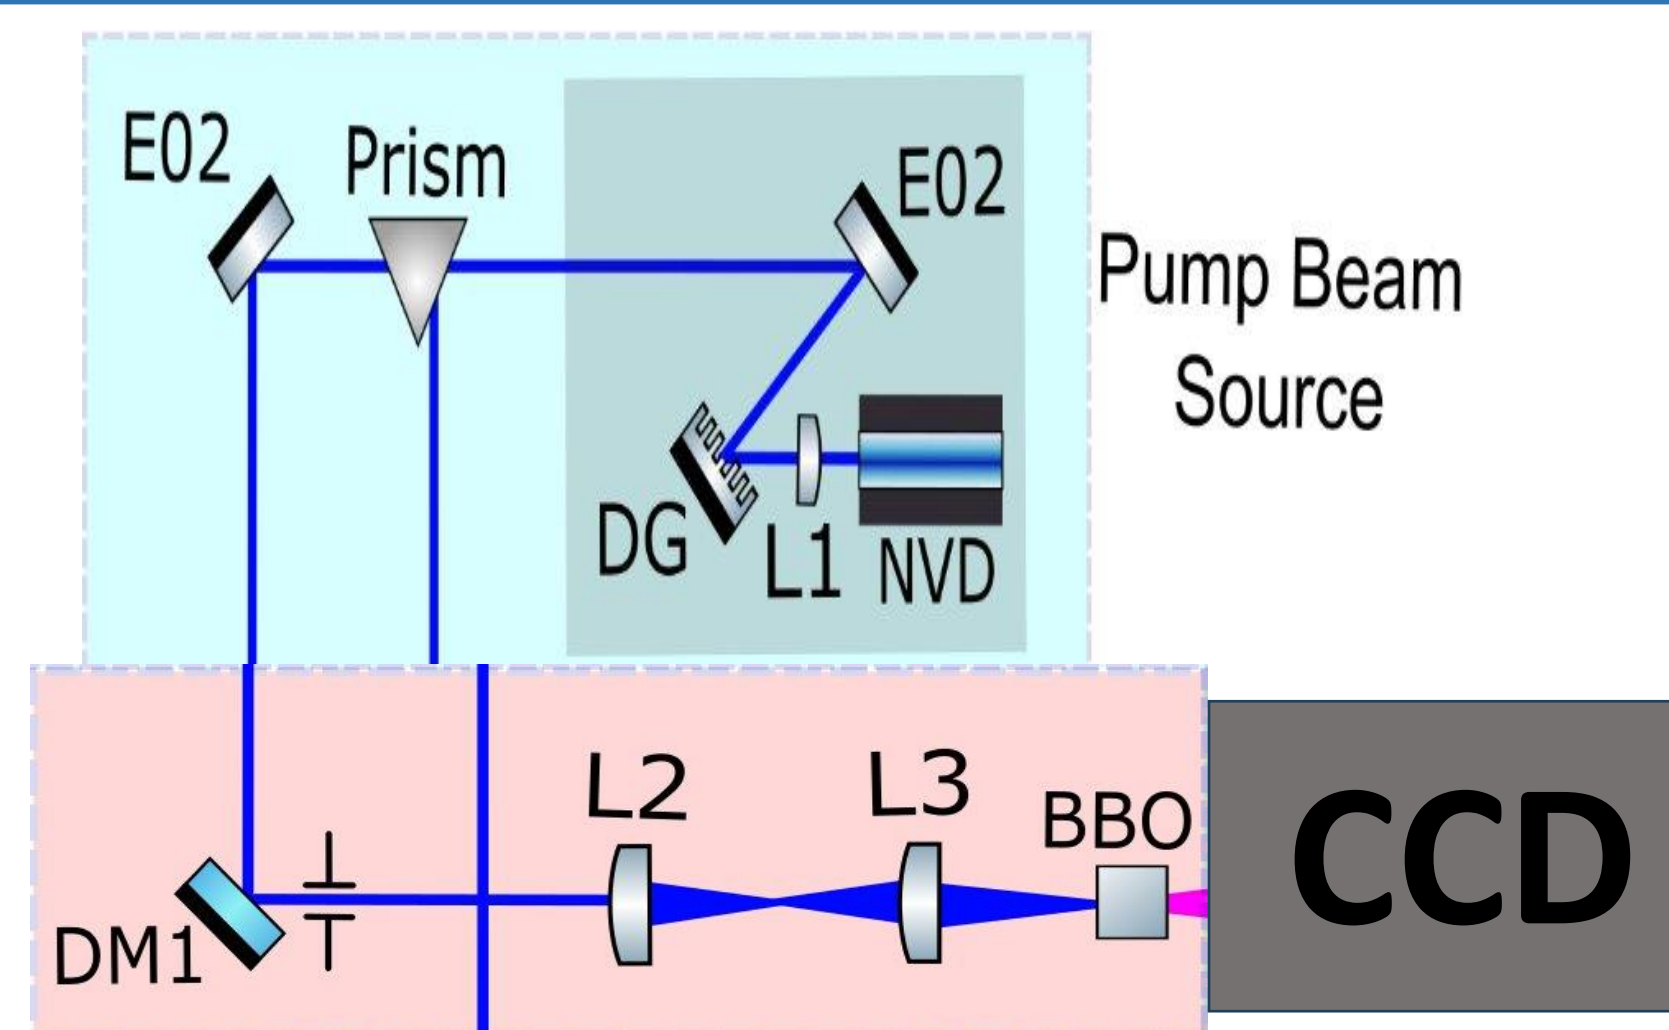 E02
Prism
E02
Pump Beam
Source
DG
L1
NVD
L2
L3
BBO
CCD
DM1